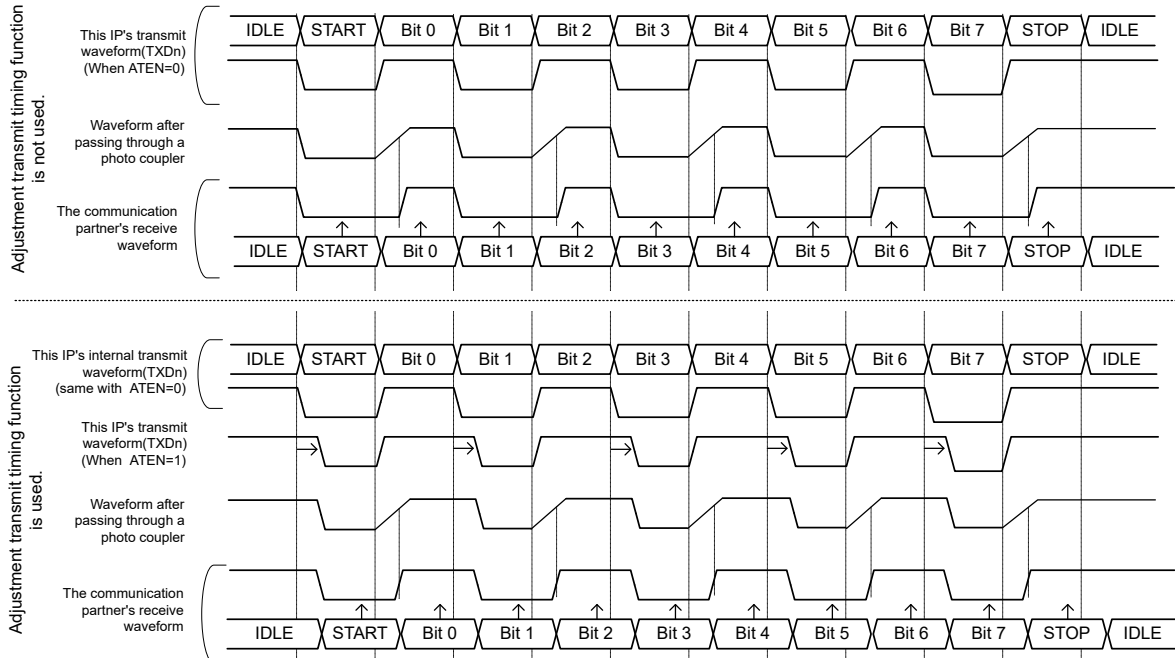 Adjustment transmit timing function
is not used.
This IP's transmit
waveform(TXDn)
(When ATEN=0)
IDLE START Bit 0 Bit 1 Bit 2 Bit 3 Bit 4 Bit 5 Bit 6 Bit 7 STOP IDLE
Waveform after
passing through a
photo coupler
The communication
partner's receive
waveform
IDLE START Bit 0 Bit 1 Bit 2 Bit 3 Bit 4 Bit 5 Bit 6 Bit 7 STOP IDLE
Adjustment transmit timing function
is used.
This IP's internal transmit
waveform(TXDn)
(same with ATEN=0)
IDLE START Bit 0 Bit 1 Bit 2 Bit 3 Bit 4 Bit 5 Bit 6 Bit 7 STOP IDLE
This IP's transmit
waveform(TXDn)
(When ATEN=1)
Waveform after
passing through a
photo coupler
The communication
partner's receive
waveform
IDLE START Bit 0 Bit 1 Bit 2 Bit 3 Bit 4 Bit 5 Bit 6 Bit 7 STOP IDLE